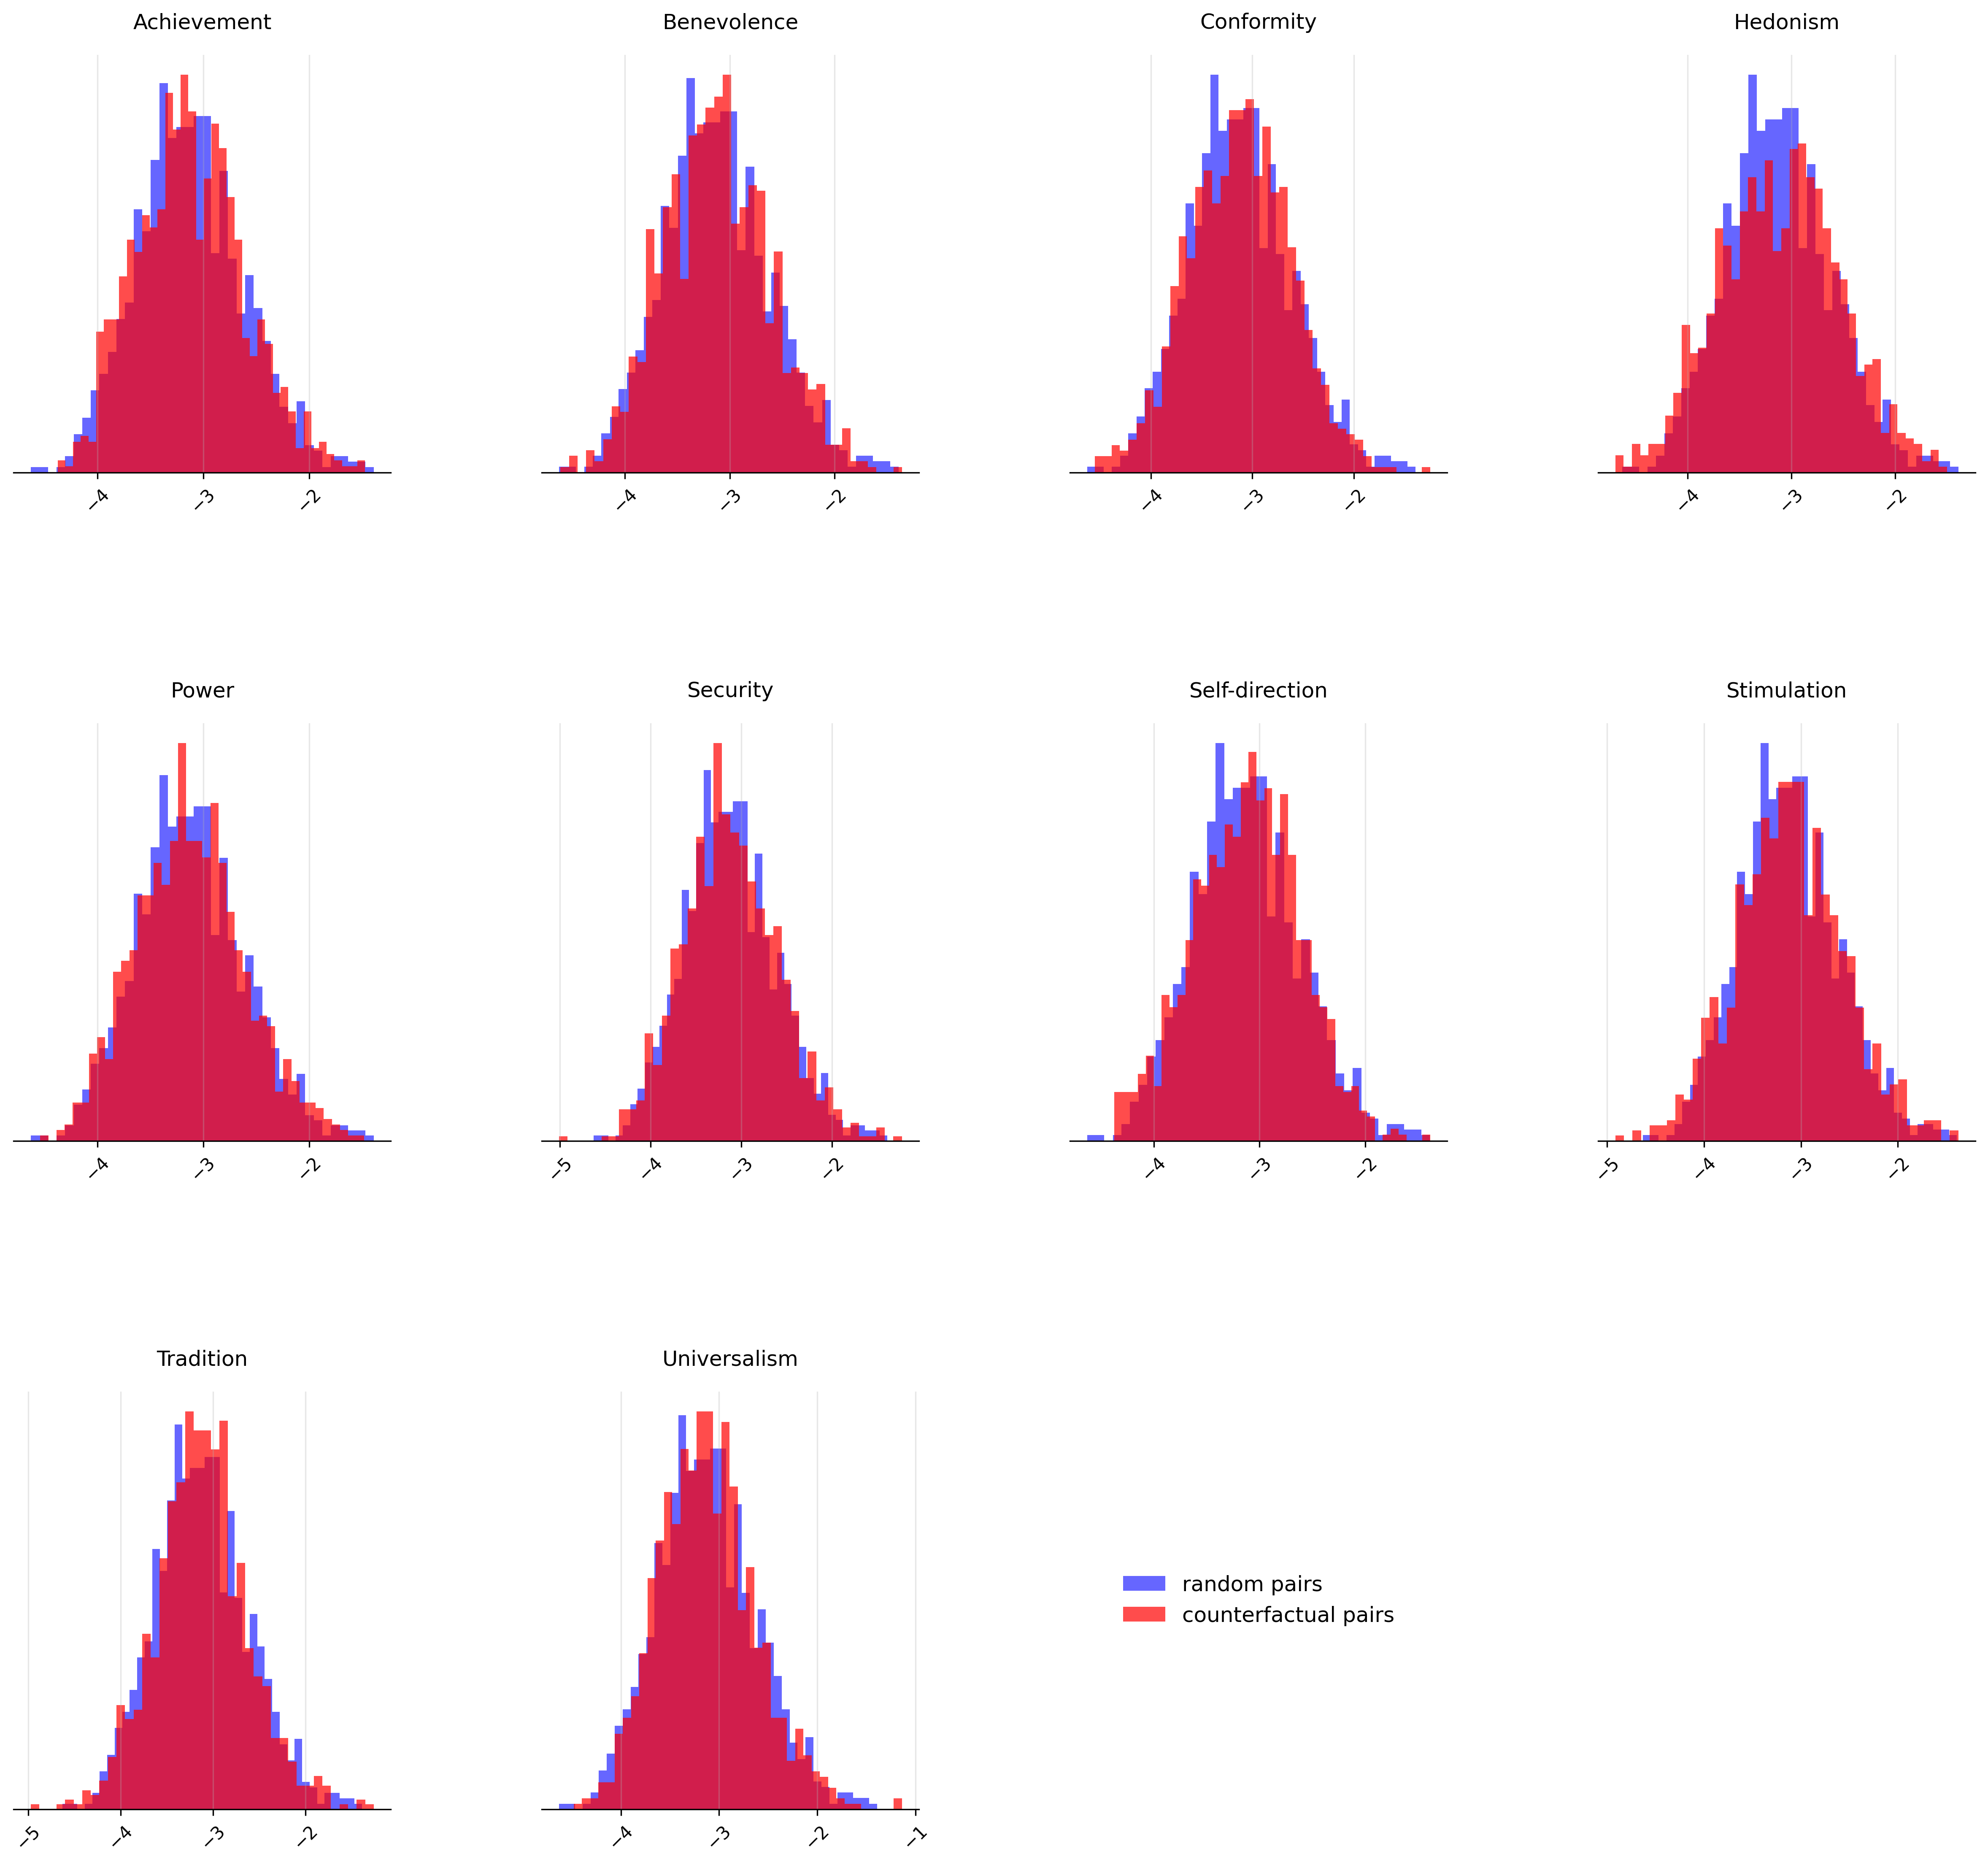 Achievement
Benevolence
Conformity
Hedonism
−4 −3 −2
−4 −3 −2
−4 −3 −2
−4 −3 −2
Power
Security
Self-direction
Stimulation
−4 −3 −2
−5 −4 −3 −2
−4 −3 −2
−5 −4 −3 −2
Tradition
Universalism
random pairs
counterfactual pairs
−5 −4 −3 −2
−4 −3 −2 −1